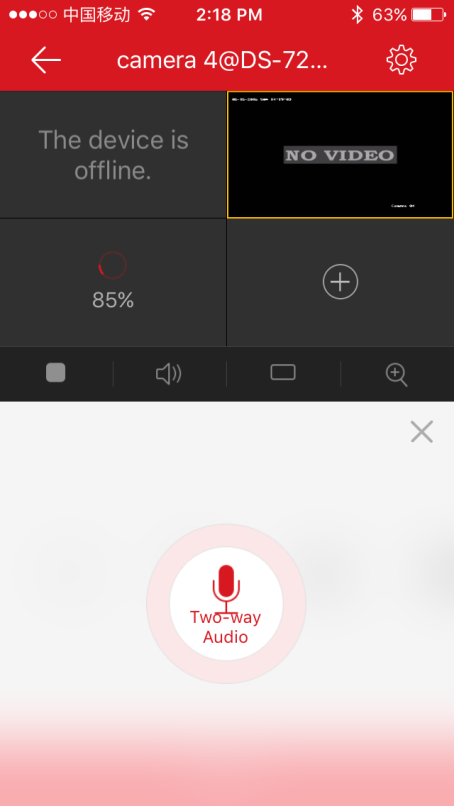 中国移动
2:18 PM
63%
camera 4@DS-72...
The device is
offline.
NO VIDEO
85%
Two-way
Audio